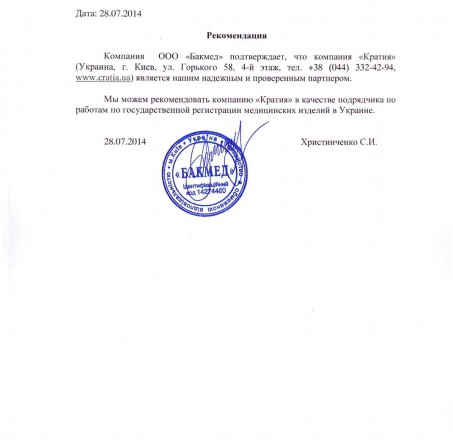 Дата: 28.07.2014
Рекомендация
Компания ООО «Бакмед» подтверждает, что компания «Кратия»
(Украина, г. Киев, ул. Горького 58, 4-й этаж, тел. +38 (044) 332-42-94,
www.cratia.ua) является нашим надежным и проверенным партнером.
Мы можем рекомендовать компанию «Кратия» в качестве подрядчика по
работам по государственной регистрации медицинских изделий в Украине.
28.07.2014 Христинченко С.И.
м.Київ • Україна •
обмеженою відповідальністю
«БАКМЕД»
Ідентифікаційний
код 14274480